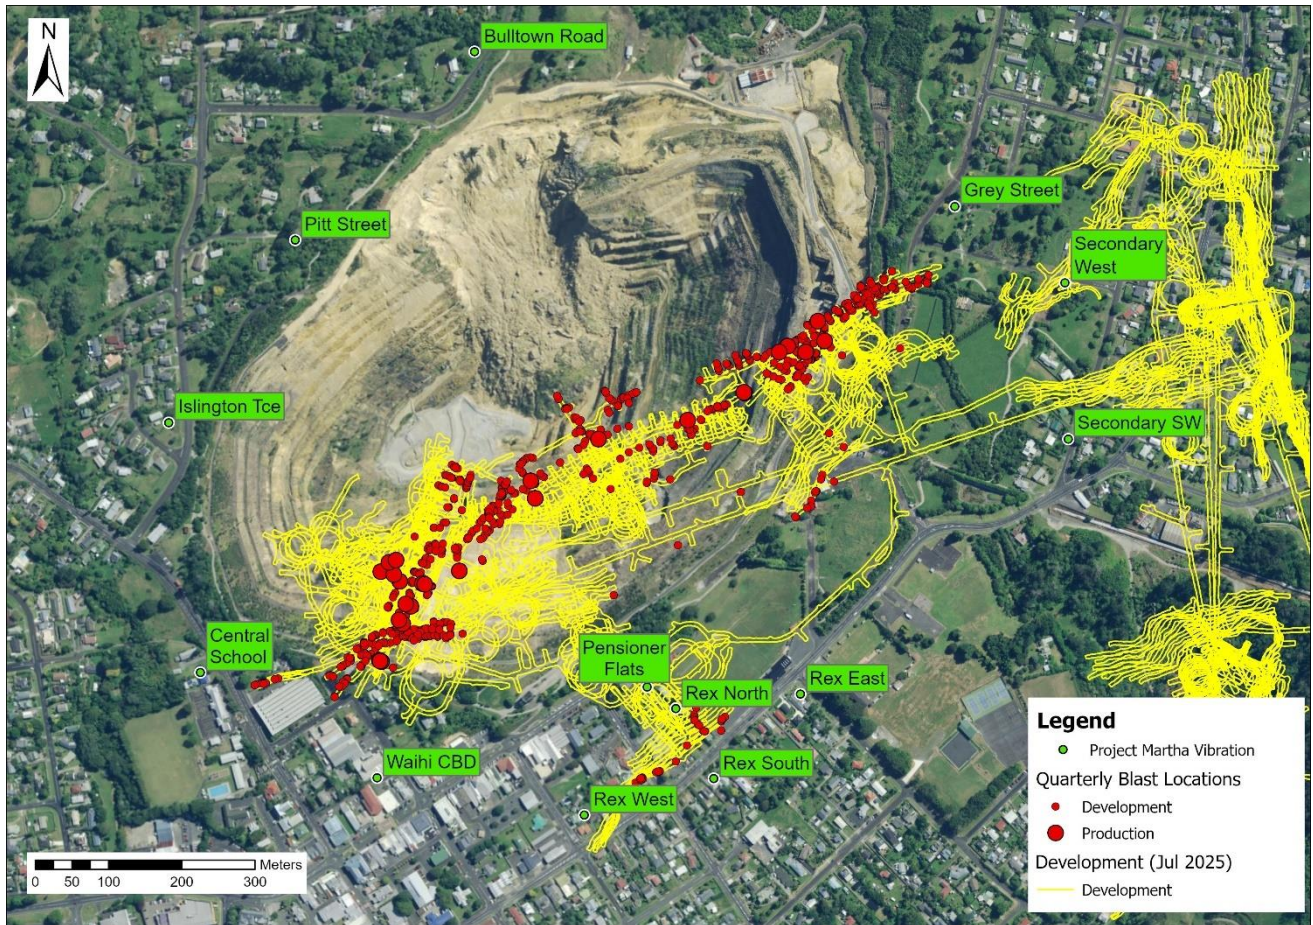 N
Bulltown Road
Grey Street
Pitt Street
Secondary
West
Islington Tce
Secondary SW
Central
School
Pensioner
Flats
Rex North
Rex East
Waihi CBD
Rex South
Rex West
Legend
Project Martha Vibration
Quarterly Blast Locations
Development
Production
Development (Jul 2025)
Development
Meters
0 50 100 200 300